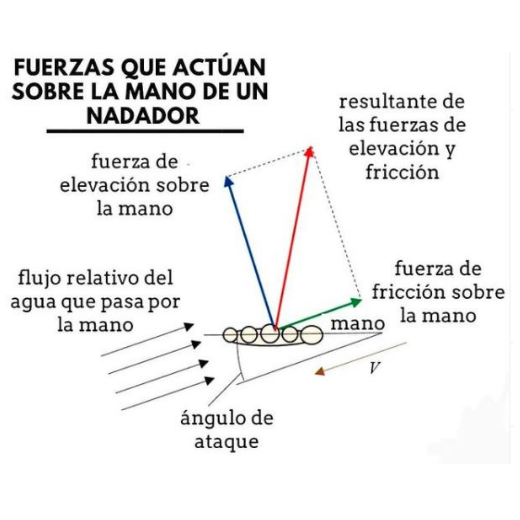 FUERZAS QUE ACTÚAN
SOBRE LA MANO DE UN
NADADOR
resultante de
las fuerzas de
elevación y
fricción
fuerza de
elevación sobre
la mano
flujo relativo del
agua que pasa por
la mano
fuerza de
fricción sobre
la mano
mano
V
ángulo de
ataque